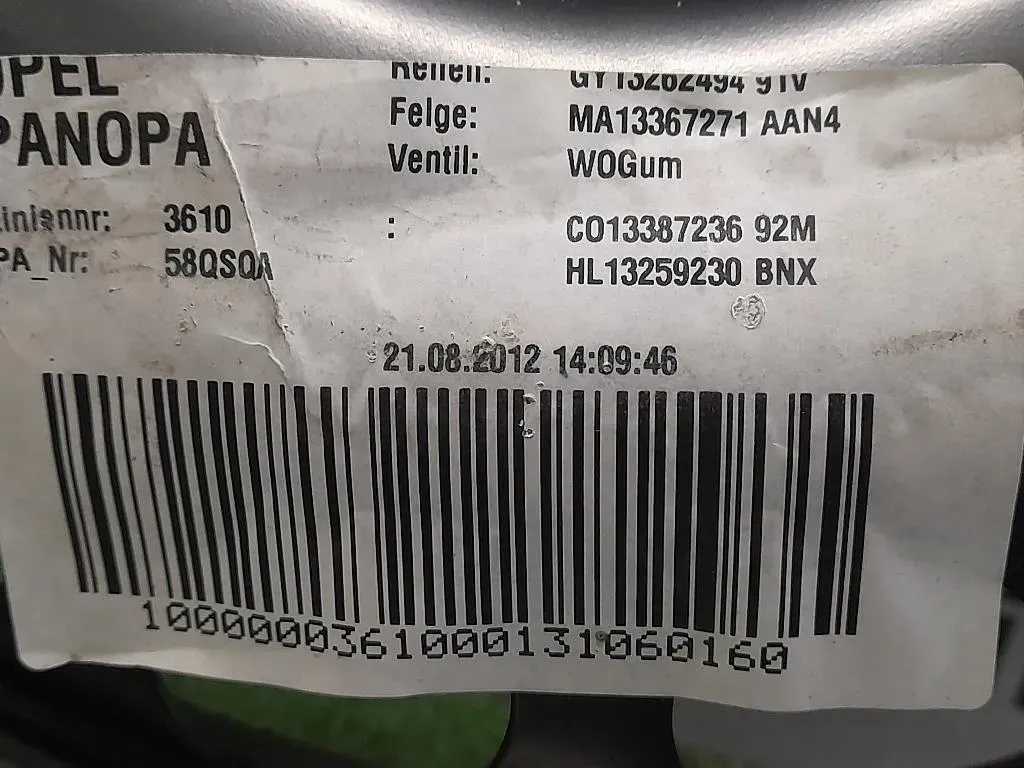 OPEL
PANOPA
Reifen: GY13262494 91V
Felge: MA13367271 AAN4
Ventil: WOGum
3610 : CO13387236 92M
PA_Nr: 58QSQA HL13259230 BNX
21.08.2012 14:09:46
1000000361000131060160